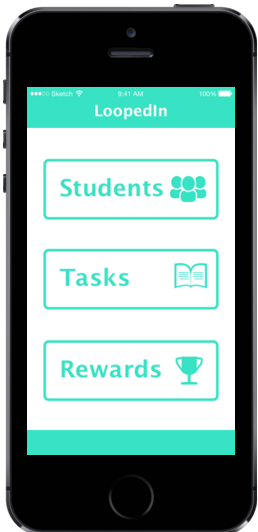 Sketch 9:41 AM 100%
LoopedIn
Students
Tasks
Rewards